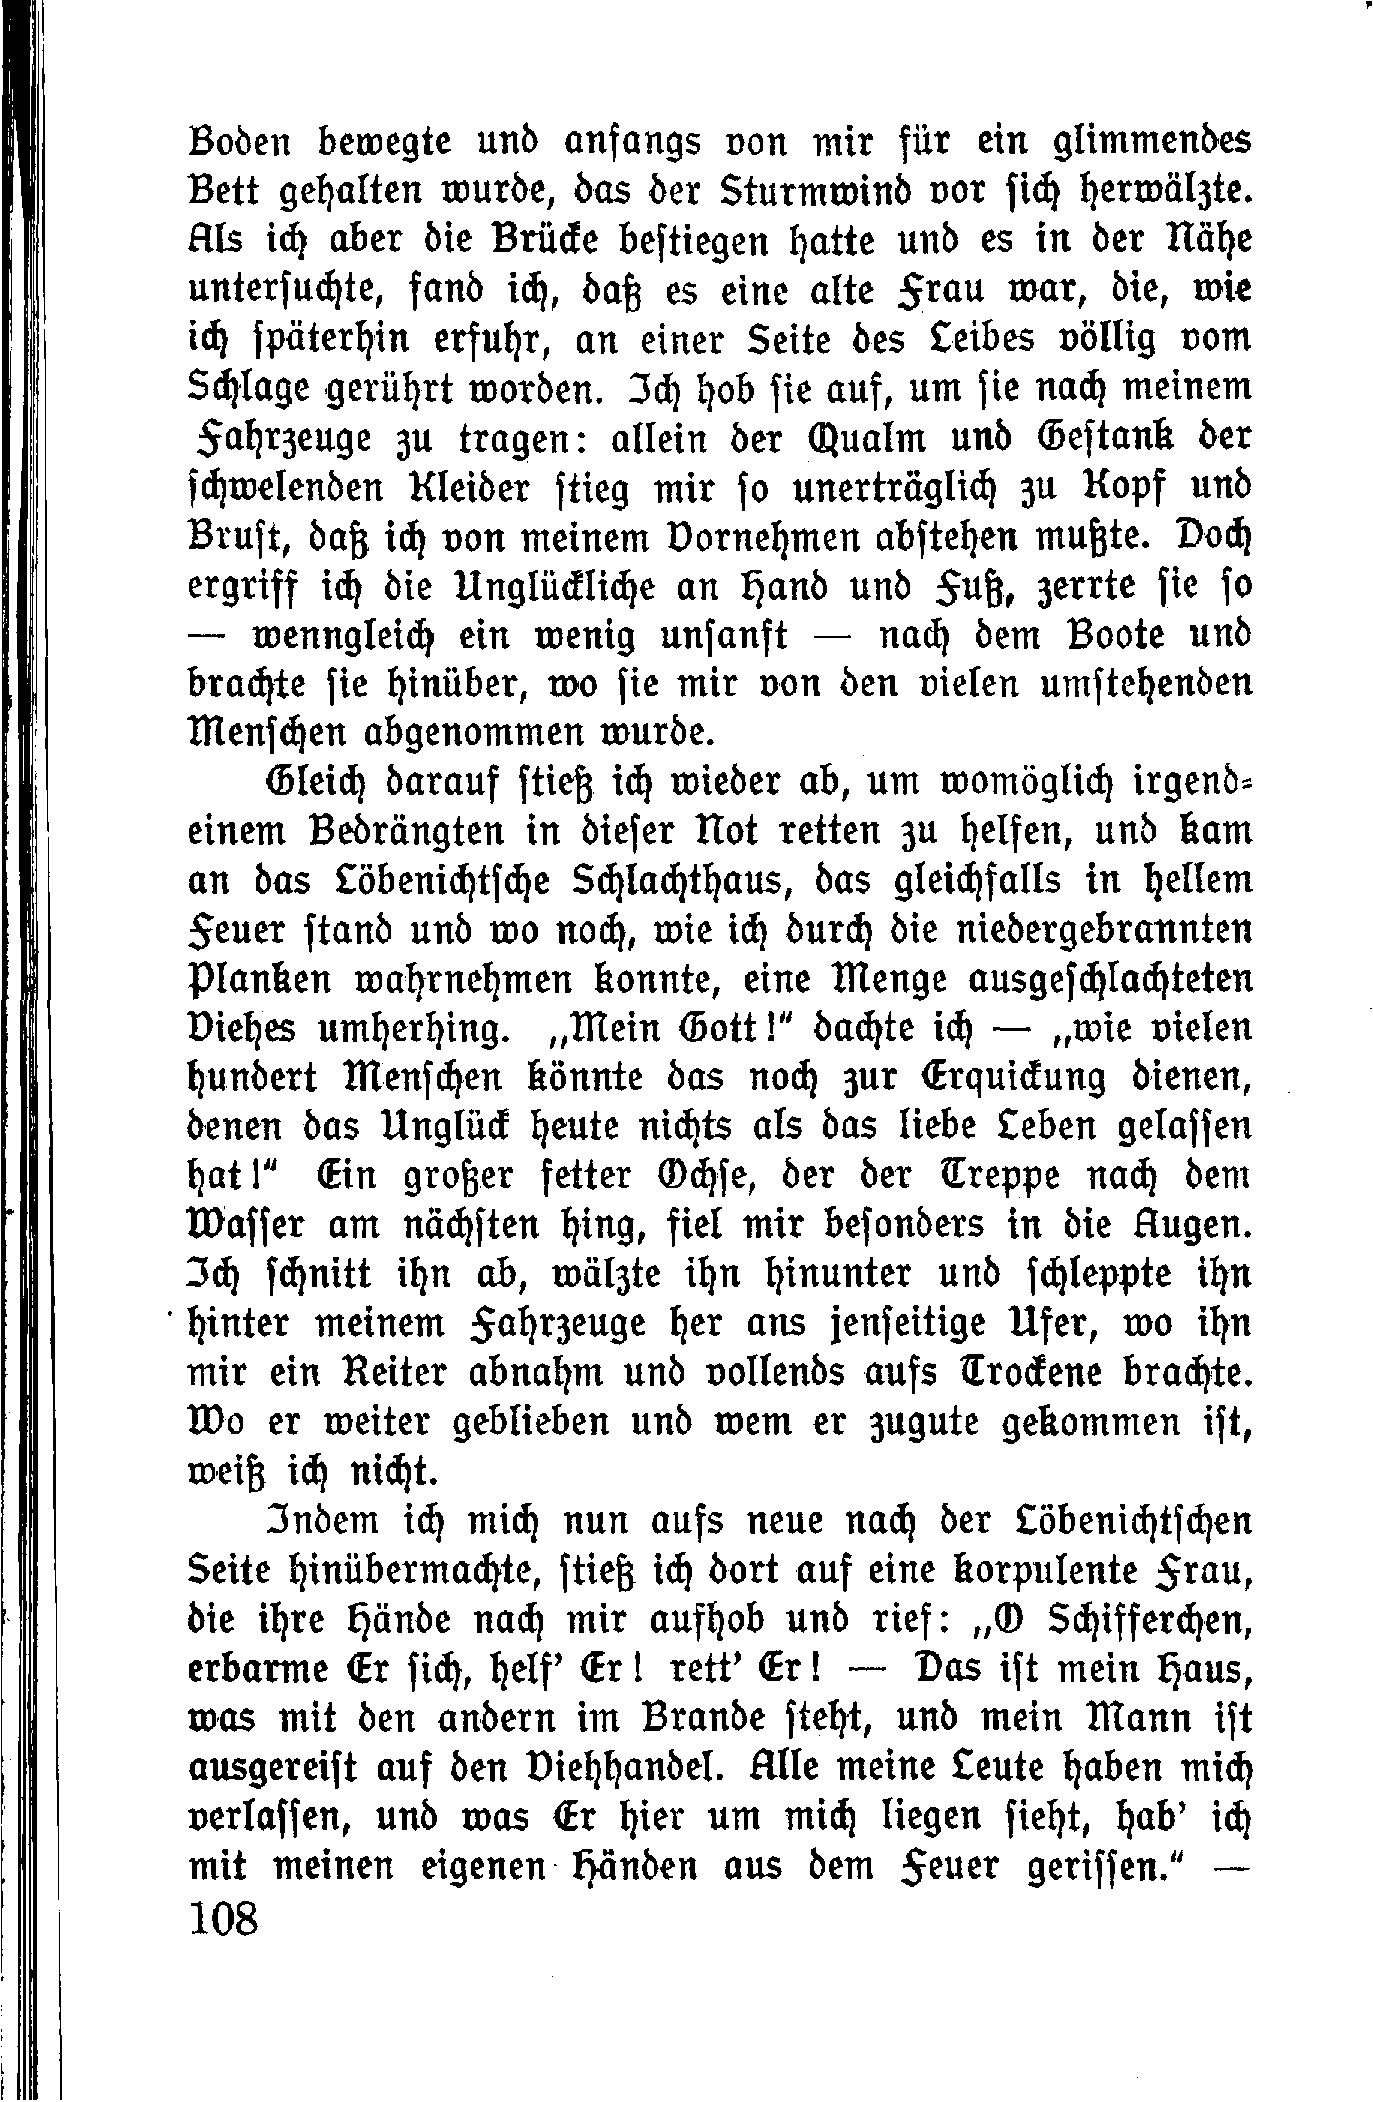 Boden bewegte und anfangs von mir für ein glimmendes
Bett gehalten wurde, das der Sturmwind vor sich herwälzte.
Als ich aber die Brücke bestiegen hatte und es in der Nähe
untersuchte, fand ich, daß es eine alte Frau war, die, wie
ich späterhin erfuhr, an einer Seite des Leibes völlig vom
Schlage gerührt worden. Ich hob sie auf, um sie nach meinem
Fahrzeuge zu tragen: allein der Qualm und Gestank der
schwelenden Kleider stieg mir so unerträglich zu Kopf und
Brust, daß ich von meinem Vornehmen abstehen mußte. Doch
ergriff ich die Unglückliche an Hand und Fuß, zerrte sie so
— wenngleich ein wenig unsanft — nach dem Boote und
brachte sie hinüber, wo sie mir von den vielen umstehenden
Menschen abgenommen wurde.
Gleich darauf stieß ich wieder ab, um womöglich irgend-
einem Bedrängten in dieser Not retten zu helfen, und kam
an das Löbenichtsche Schlachthaus, das gleichfalls in hellem
Feuer stand und wo noch, wie ich durch die niedergebrannten
Planken wahrnehmen konnte, eine Menge ausgeschlachteten
Viehes umherhing. „Mein Gott!“ dachte ich — „wie vielen
hundert Menschen könnte das noch zur Erquickung dienen,
denen das Unglück heute nichts als das liebe Leben gelassen
hat!“ Ein großer fetter Ochse, der der Treppe nach dem
Wasser am nächsten hing, fiel mir besonders in die Augen.
Ich schnitt ihn ab, wälzte ihn hinunter und schleppte ihn
hinter meinem Fahrzeuge her ans jenseitige Ufer, wo ihn
mir ein Reiter abnahm und vollends aufs Trockene brachte.
Wo er weiter geblieben und wem er zugute gekommen ist,
weiß ich nicht.
Indem ich mich nun aufs neue nach der Löbenichtschen
Seite hinübermachte, stieß ich dort auf eine korpulente Frau,
die ihre Hände nach mir aufhob und rief: „O Schifferchen,
erbarme Er sich, helf’ Er! rett’ Er! — Das ist mein Haus,
was mit den andern im Brande steht, und mein Mann ist
ausgereist auf den Viehhandel. Alle meine Leute haben mich
verlassen, und was Er hier um mich liegen sieht, hab’ ich
mit meinen eigenen Händen aus dem Feuer gerissen.“ —
108